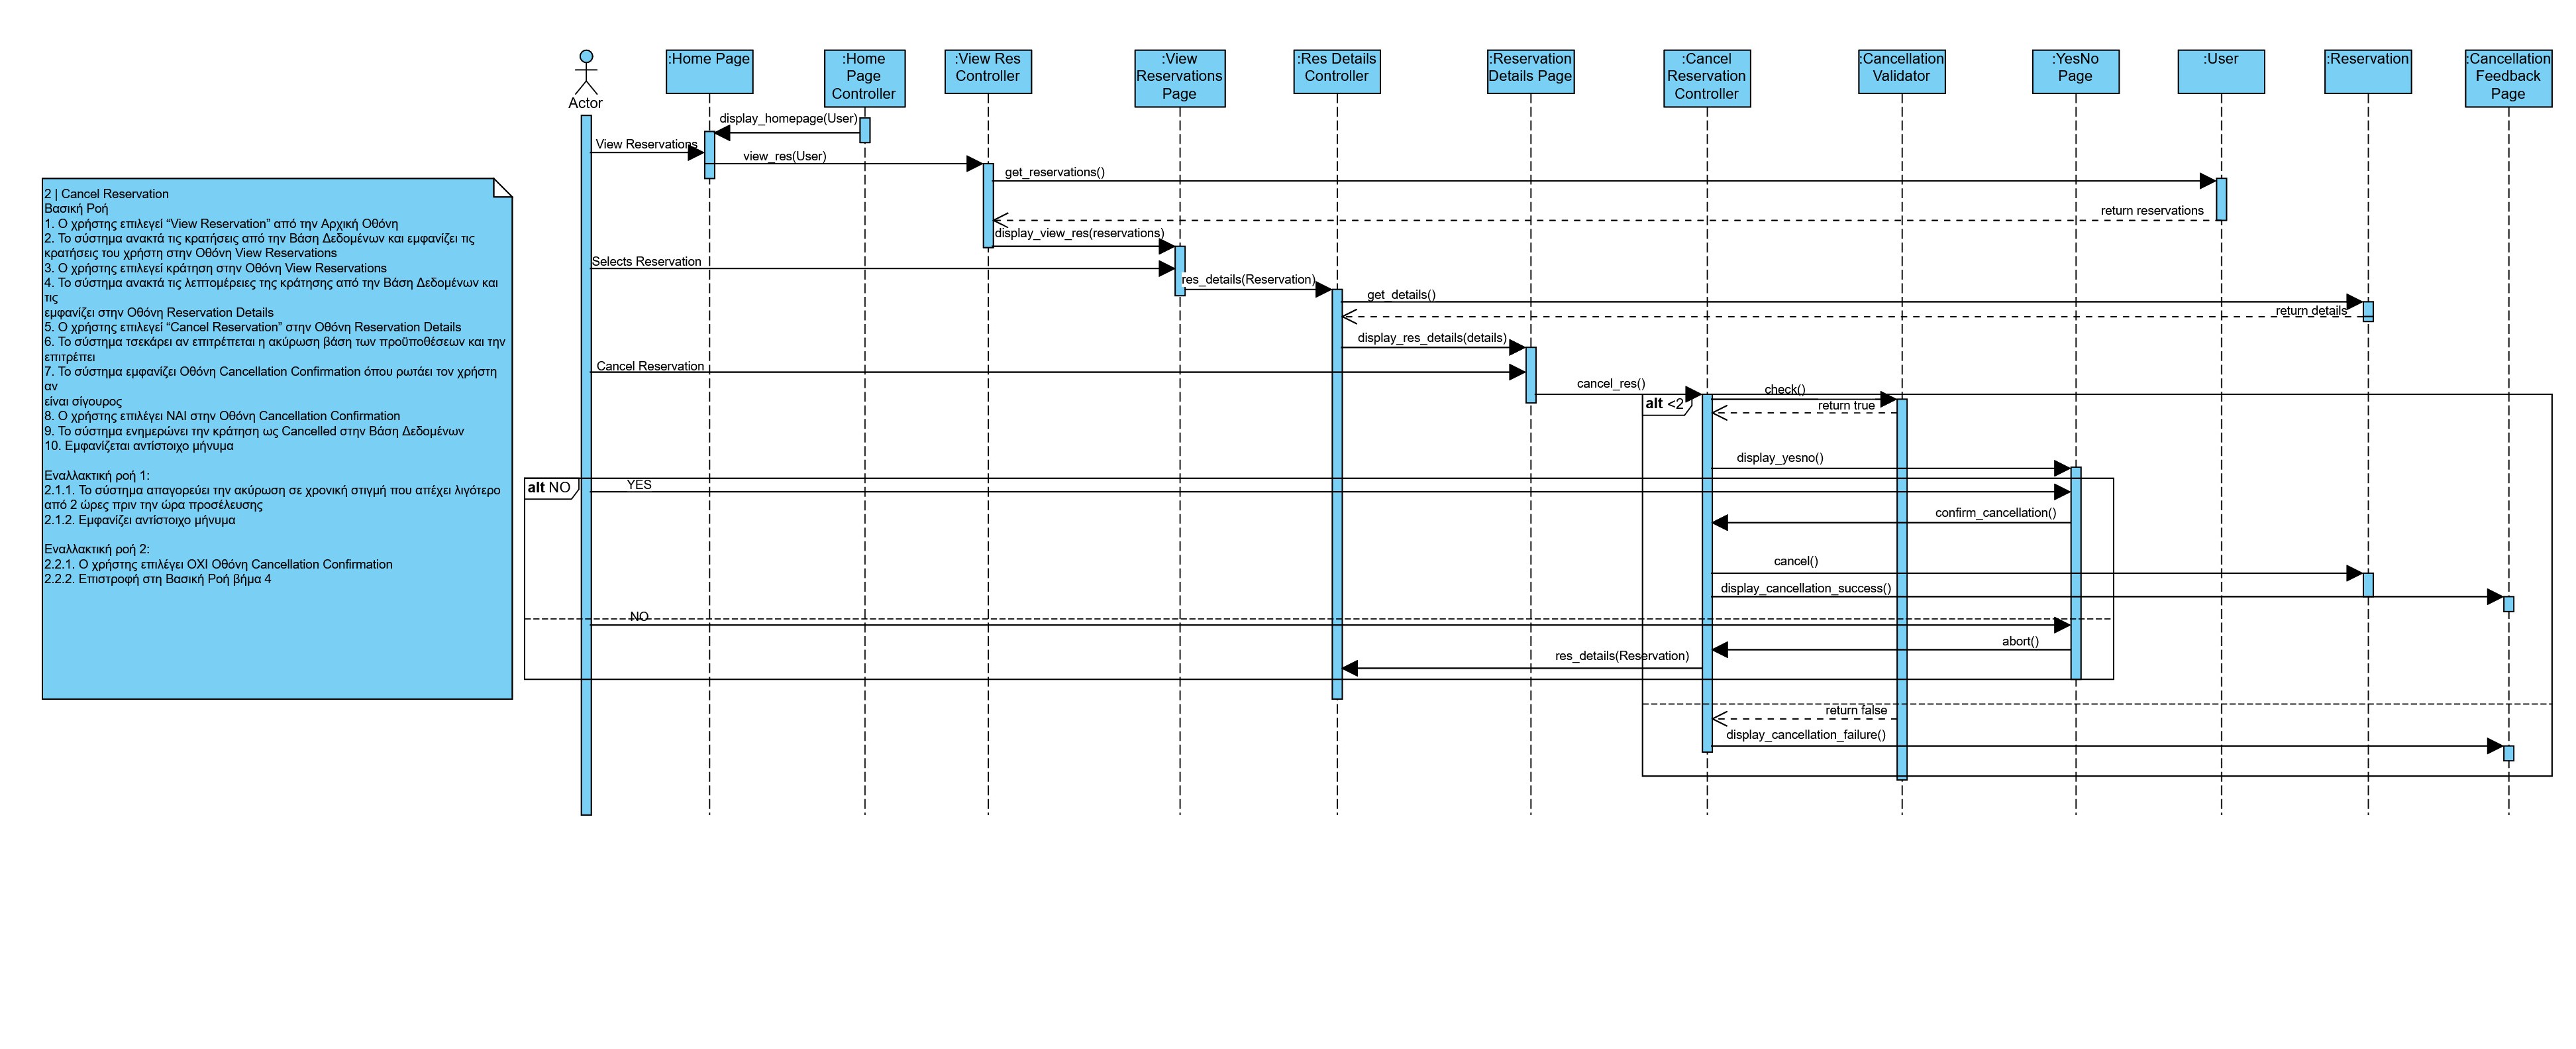 :Home Page
:Home
Page
Controller
:View Res
Controller
:View
Reservations
Page
:Res Details
Controller
:Reservation
Details Page
:Cancel
Reservation
Controller
:Cancellation
Validator
:YesNo
Page
:User
:Reservation
:Cancellation
Feedback
Page
Actor
display_homepage(User)
View Reservations
view_res(User)
get_reservations()
return reservations
display_view_res(reservations)
Selects Reservation
res_details(Reservation)
get_details()
return details
display_res_details(details)
Cancel Reservation
cancel_res()
alt <2
check()
return true
display_yesno()
alt NO
YES
confirm_cancellation()
cancel()
display_cancellation_success()
NO
abort()
res_details(Reservation)
return false
display_cancellation_failure()
2 | Cancel Reservation
Βασική Ροή
1. Ο χρήστης επιλεγεί “View Reservation” από την Αρχική Οθόνη
2. Το σύστημα ανακτά τις κρατήσεις από την Βάση Δεδομένων και εμφανίζει τις
κρατήσεις του χρήστη στην Οθόνη View Reservations
3. Ο χρήστης επιλεγεί κράτηση στην Οθόνη View Reservations
4. Το σύστημα ανακτά τις λεπτομέρειες της κράτησης από την Βάση Δεδομένων και
τις
εμφανίζει στην Οθόνη Reservation Details
5. Ο χρήστης επιλεγεί “Cancel Reservation” στην Οθόνη Reservation Details
6. Το σύστημα τσεκάρει αν επιτρέπεται η ακύρωση βάση των προϋποθέσεων και την
επιτρέπει
7. Το σύστημα εμφανίζει Οθόνη Cancellation Confirmation όπου ρωτάει τον χρήστη
αν
είναι σίγουρος
8. Ο χρήστης επιλέγει ΝΑΙ στην Οθόνη Cancellation Confirmation
9. Το σύστημα ενημερώνει την κράτηση ως Cancelled στην Βάση Δεδομένων
10. Εμφανίζεται αντίστοιχο μήνυμα
Εναλλακτική ροή 1:
2.1.1. Το σύστημα απαγορεύει την ακύρωση σε χρονική στιγμή που απέχει λιγότερο
από 2 ώρες πριν την ώρα προσέλευσης
2.1.2. Εμφανίζει αντίστοιχο μήνυμα
Εναλλακτική ροή 2:
2.2.1. Ο χρήστης επιλέγει ΟΧΙ Οθόνη Cancellation Confirmation
2.2.2. Επιστροφή στη Βασική Ροή βήμα 4